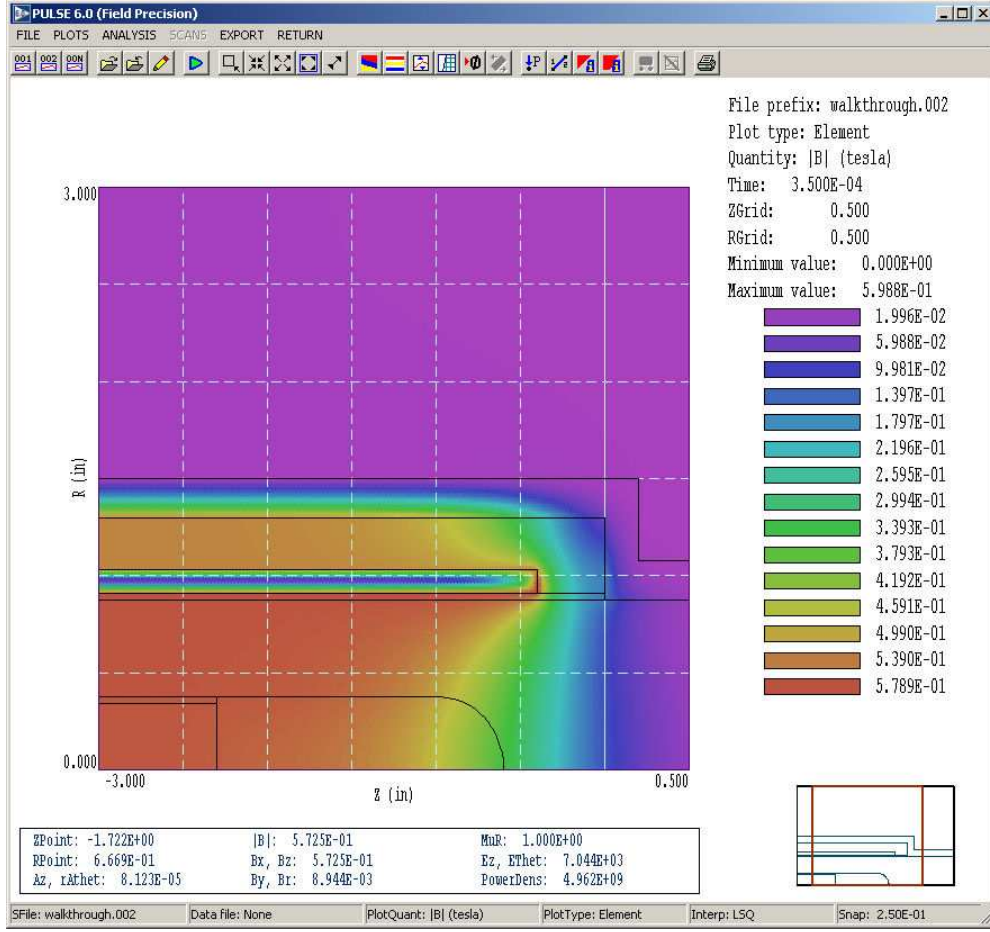 PULSE 6.0 (Field Precision)
FILE PLOTS ANALYSIS SCANS EXPORT RETURN
001 002 00N
File prefix: walkthrough.002
Plot type: Element
Quantity: |B| (tesla)
Time: 3.500E-04
ZGrid: 0.500
RGrid: 0.500
Minimum value: 0.000E+00
Maximum value: 5.988E-01
1.996E-02
5.988E-02
9.981E-02
1.397E-01
1.797E-01
2.196E-01
2.595E-01
2.994E-01
3.393E-01
3.793E-01
4.192E-01
4.591E-01
4.990E-01
5.390E-01
5.789E-01
3.000
R (in)
0.000
-3.000
Z (in)
0.500
ZPoint: -1.722E+00 |B|: 5.725E-01 MuR: 1.000E+00
RPoint: 6.669E-01 Bx, Bz: 5.725E-01 Ez, EThet: 7.044E+03
Az, rAthet: 8.123E-05 By, Br: 8.944E-03 PowerDens: 4.962E+09
SFile: walkthrough.002 Data file: None PlotQuant: |B| (tesla) PlotType: Element Interp: LSQ Snap: 2.50E-01